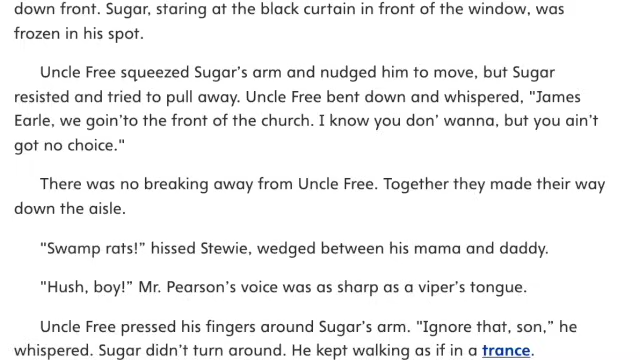 down front. Sugar, staring at the black curtain in front of the window, was
frozen in his spot.
Uncle Free squeezed Sugar’s arm and nudged him to move, but Sugar
resisted and tried to pull away. Uncle Free bent down and whispered, "James
Earle, we goin’to the front of the church. I know you don’ wanna, but you ain’t
got no choice."
There was no breaking away from Uncle Free. Together they made their way
down the aisle.
"Swamp rats!” hissed Stewie, wedged between his mama and daddy.
"Hush, boy!” Mr. Pearson’s voice was as sharp as a viper’s tongue.
Uncle Free pressed his fingers around Sugar’s arm. "Ignore that, son,” he
whispered. Sugar didn’t turn around. He kept walking as if in a trance.